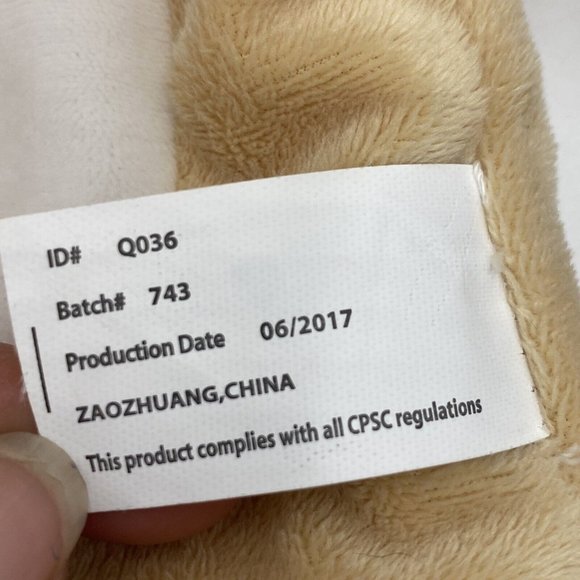 ID# Q036
Batch# 743
Production Date 06/2017
ZAOZHUANG,CHINA
This product complies with all CPSC regulations